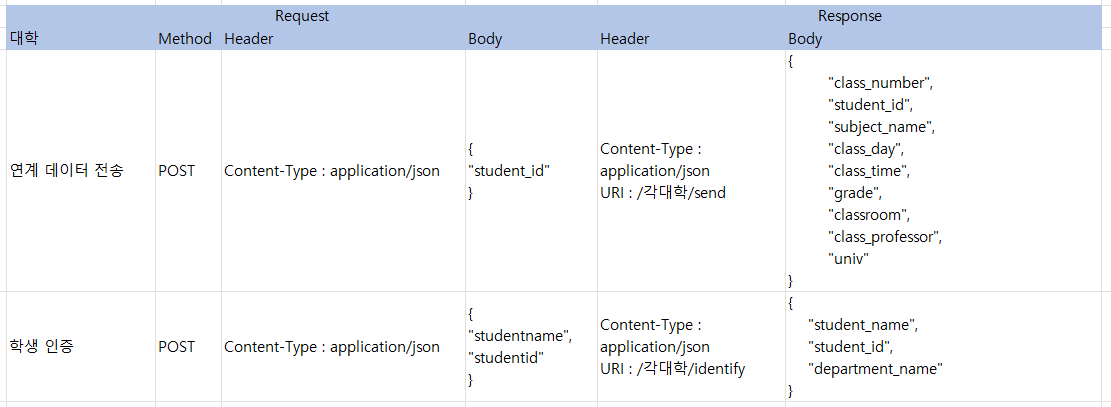 Request Response
대학 Method Header Body Header Body
연계 데이터 전송 POST Content-Type : application/json
{
"student_id"
}
Content-Type :
application/json
URI : /각대학/send
{
"class_number",
"student_id",
"subject_name",
"class_day",
"class_time",
"grade",
"classroom",
"class_professor",
"univ"
}
학생 인증 POST Content-Type : application/json
{
"studentname",
"studentid"
}
Content-Type :
application/json
URI : /각대학/identify
{
"student_name",
"student_id",
"department_name"
}